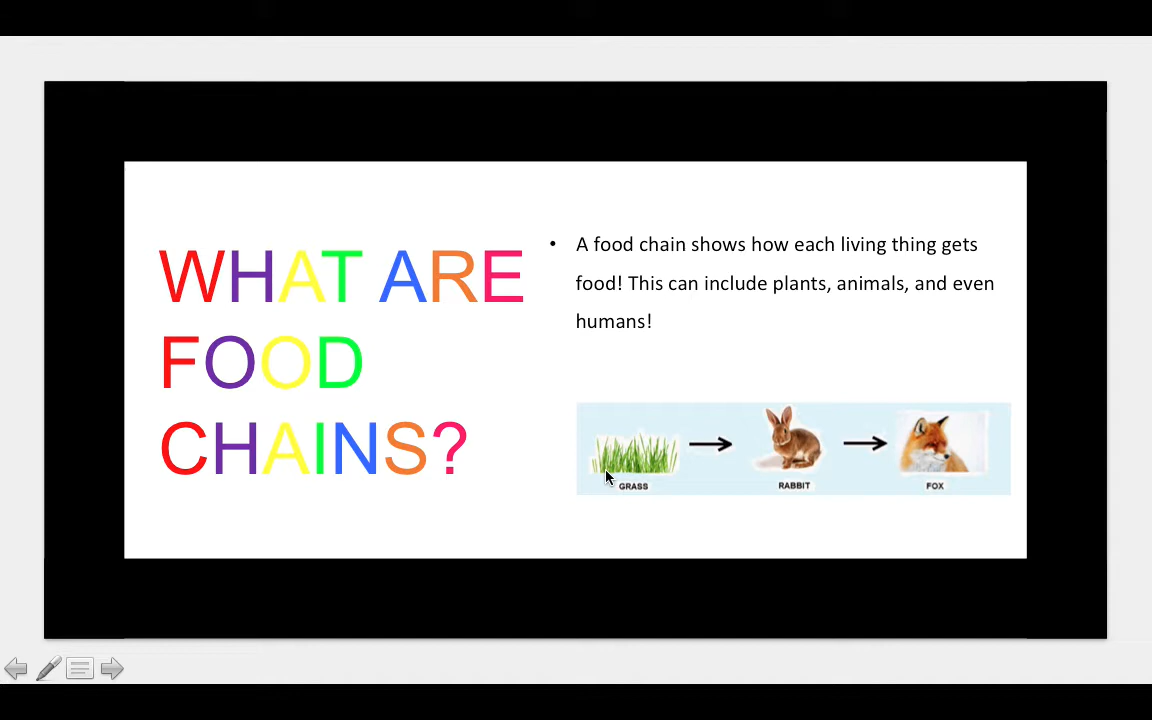 WHAT ARE
FOOD
CHAINS?
• A food chain shows how each living thing gets
food! This can include plants, animals, and even
humans!
GRASS
RABBIT
FOX